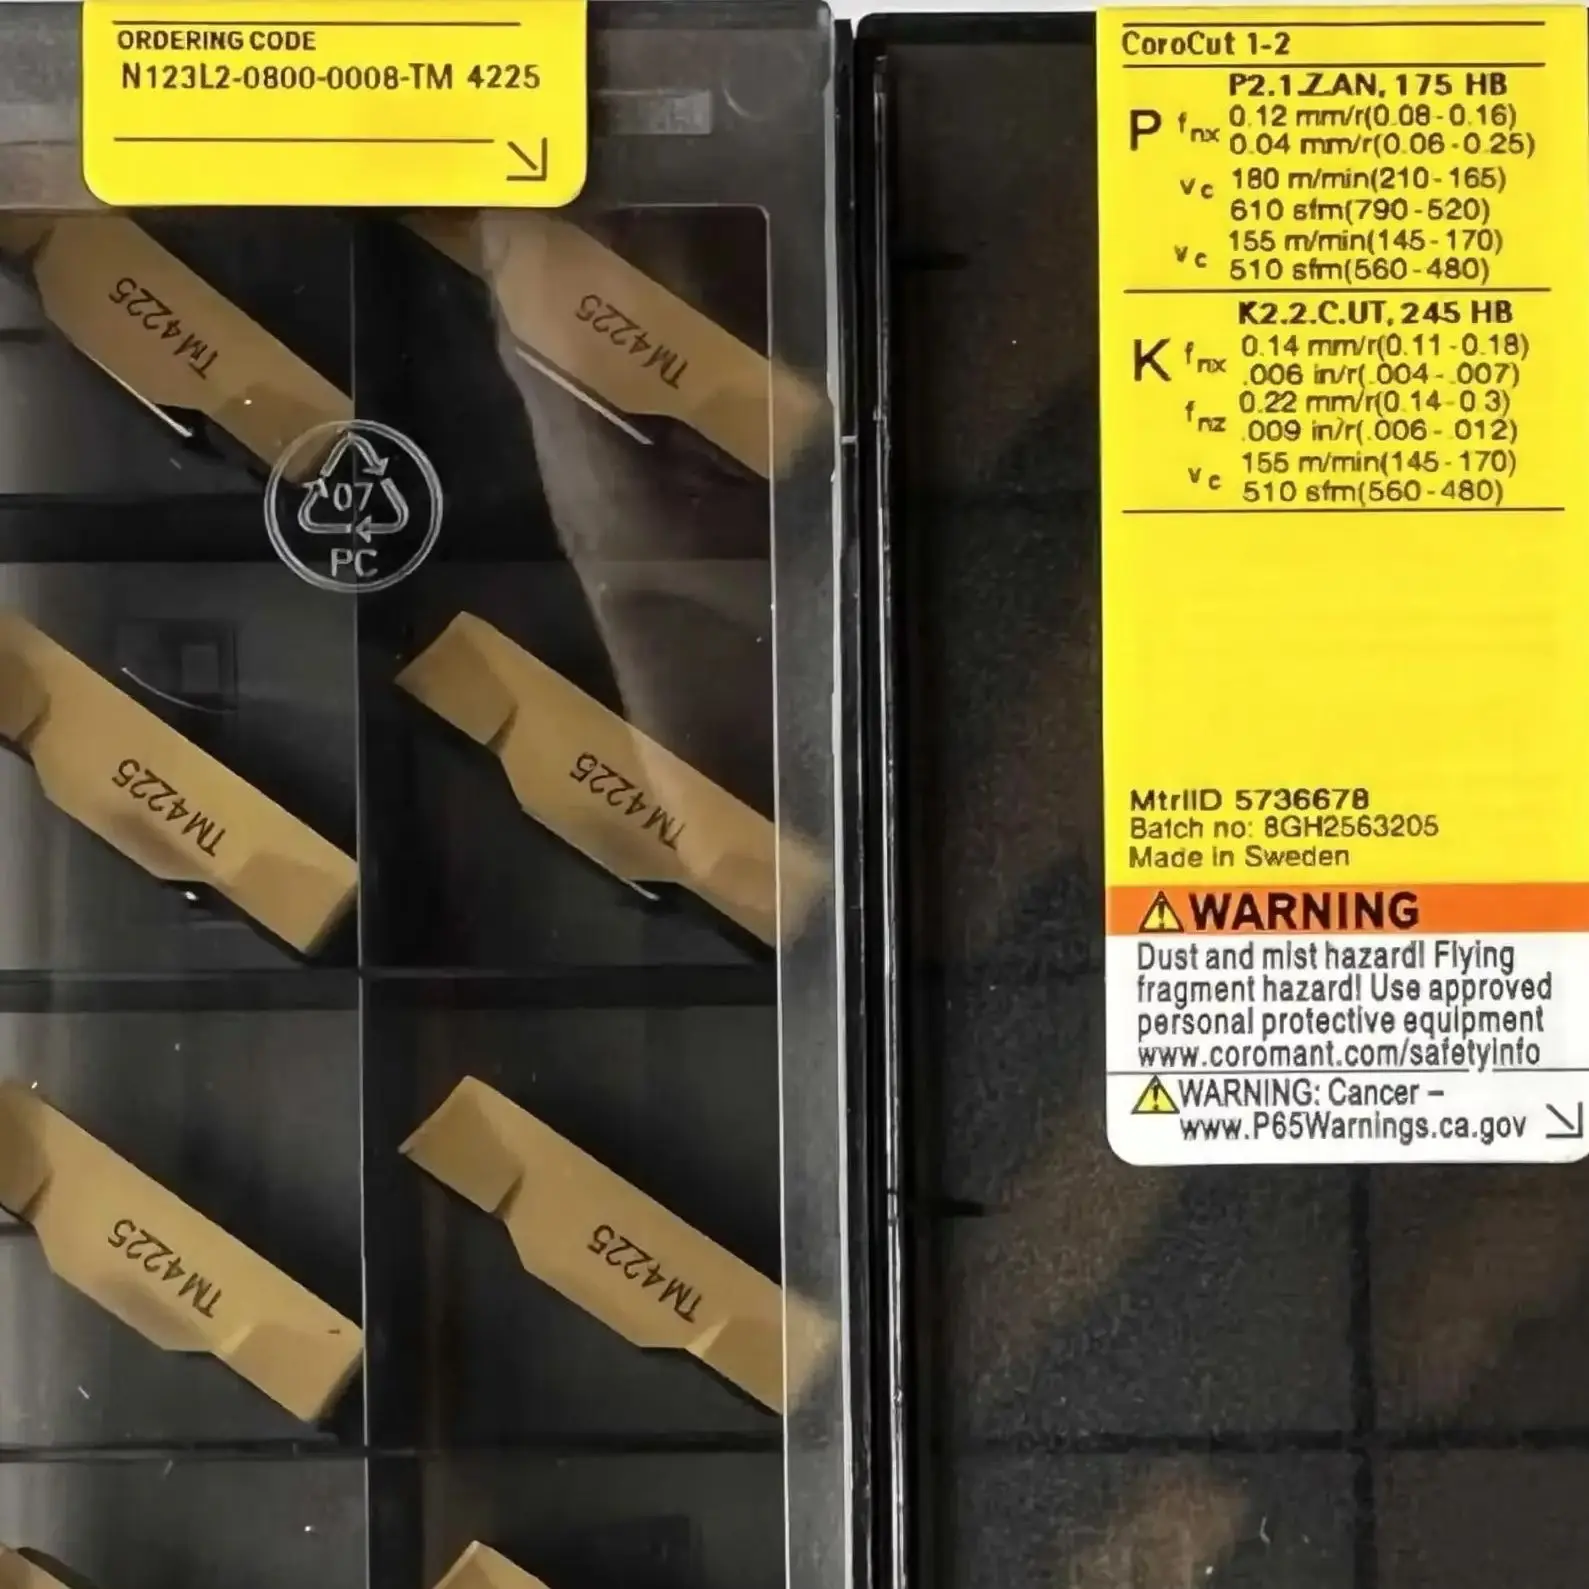 ORDERING CODE
N123L2-0800-0008-TM 4225
TM4225
TM4225
07
PC
TM4225
TM4225
TM4225
TM4225
CoroCut 1-2
P2.1.Z.AN, 175 HB
P fnx 0.12 mm/r(0.08-0.16)
0.04 mm/r(0.06-0.25)
vc 180 m/min(210-165)
610 sfm(790-520)
vc 155 m/min(145-170)
510 sfm(560-480)
K2.2.C.UT, 245 HB
K fnx 0.14 mm/r(0.11-0.18)
.006 in/r(.004-.007)
fnz 0.22 mm/r(0.14-0.3)
.009 in/r(.006-.012)
vc 155 m/min(145-170)
510 sfm(560-480)
MtrlID 5736678
Batch no: 8GH2563205
Made in Sweden
WARNING
Dust and mist hazard! Flying
fragment hazard! Use approved
personal protective equipment
www.coromant.com/safetyinfo
WARNING: Cancer –
www.P65Warnings.ca.gov